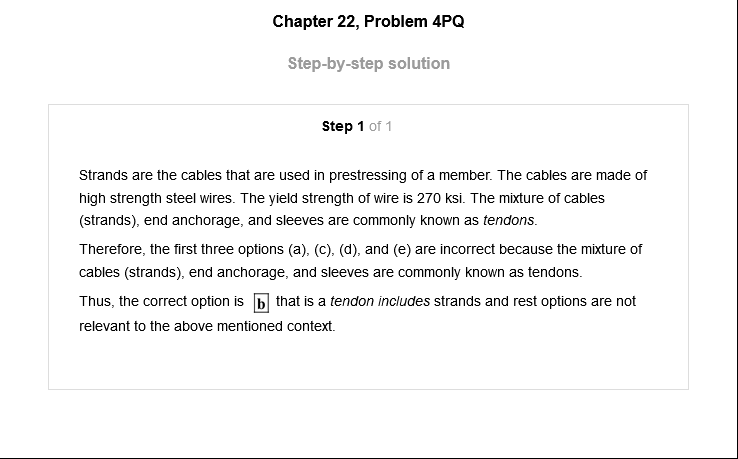 Chapter 22, Problem 4PQ
Step-by-step solution
Step 1 of 1
Strands are the cables that are used in prestressing of a member. The cables are made of
high strength steel wires. The yield strength of wire is 270 ksi. The mixture of cables
(strands), end anchorage, and sleeves are commonly known as tendons.
Therefore, the first three options (a), (c), (d), and (e) are incorrect because the mixture of
cables (strands), end anchorage, and sleeves are commonly known as tendons.
Thus, the correct option is b that is a tendon includes strands and rest options are not
relevant to the above mentioned context.